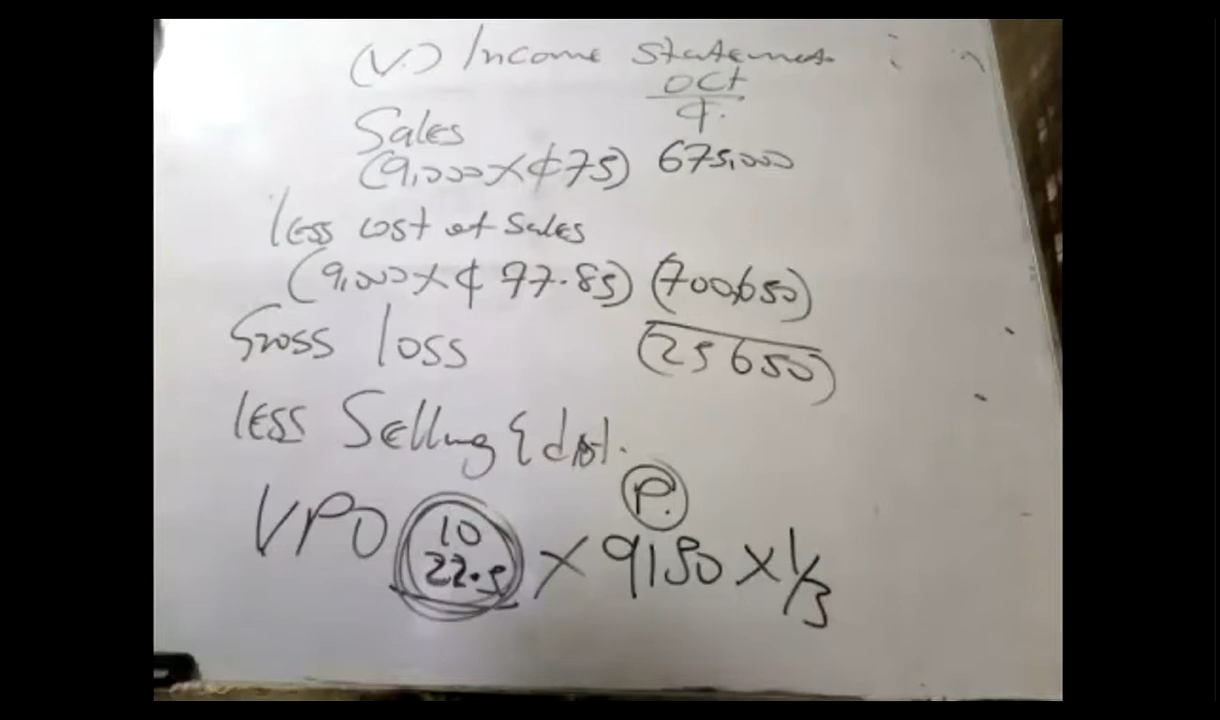 (V.) Income Statement
Oct
¢.
Sales
(9,000 x ¢75) 675,000
less cost of sales
(9,000 x ¢ 77.85) (700,650)
Gross loss (25650)
less Selling & dist.
P.
VPO 10
22.5 x 9150 x 1/3